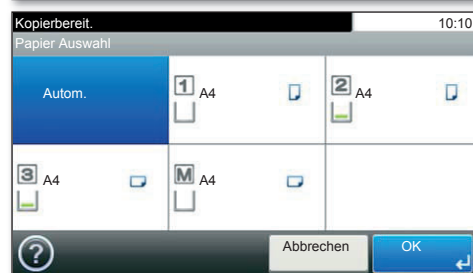 Kopierbereit. 10:10
Papier Auswahl
Autom.
1 A4
2 A4
3 A4
M A4
? Abbrechen OK